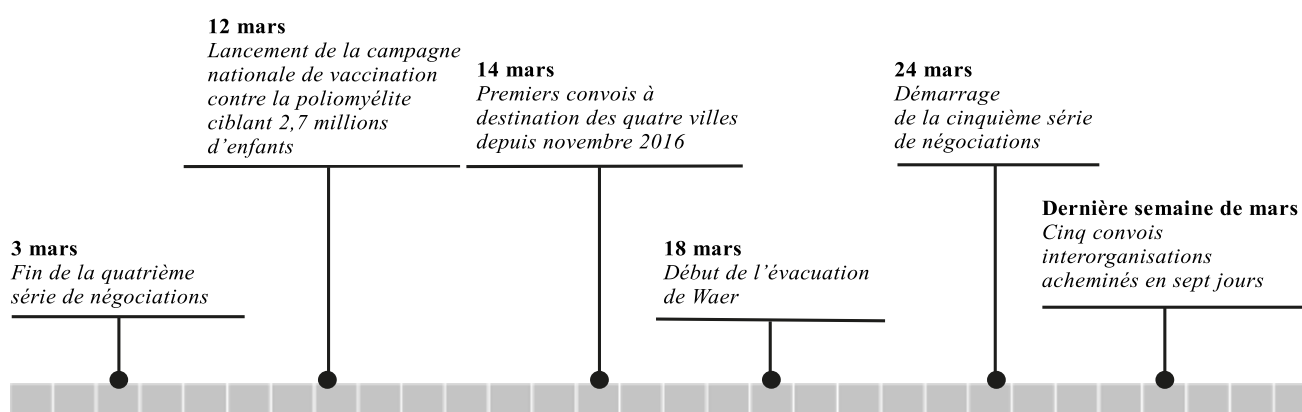 12 mars
Lancement de la campagne
nationale de vaccination
contre la poliomyélite
ciblant 2,7 millions
d’enfants
14 mars
Premiers convois à
destination des quatre villes
depuis novembre 2016
24 mars
Démarrage
de la cinquième série
de négociations
Dernière semaine de mars
Cinq convois
interorganisations
acheminés en sept jours
3 mars
Fin de la quatrième
série de négociations
18 mars
Début de l’évacuation
de Waer